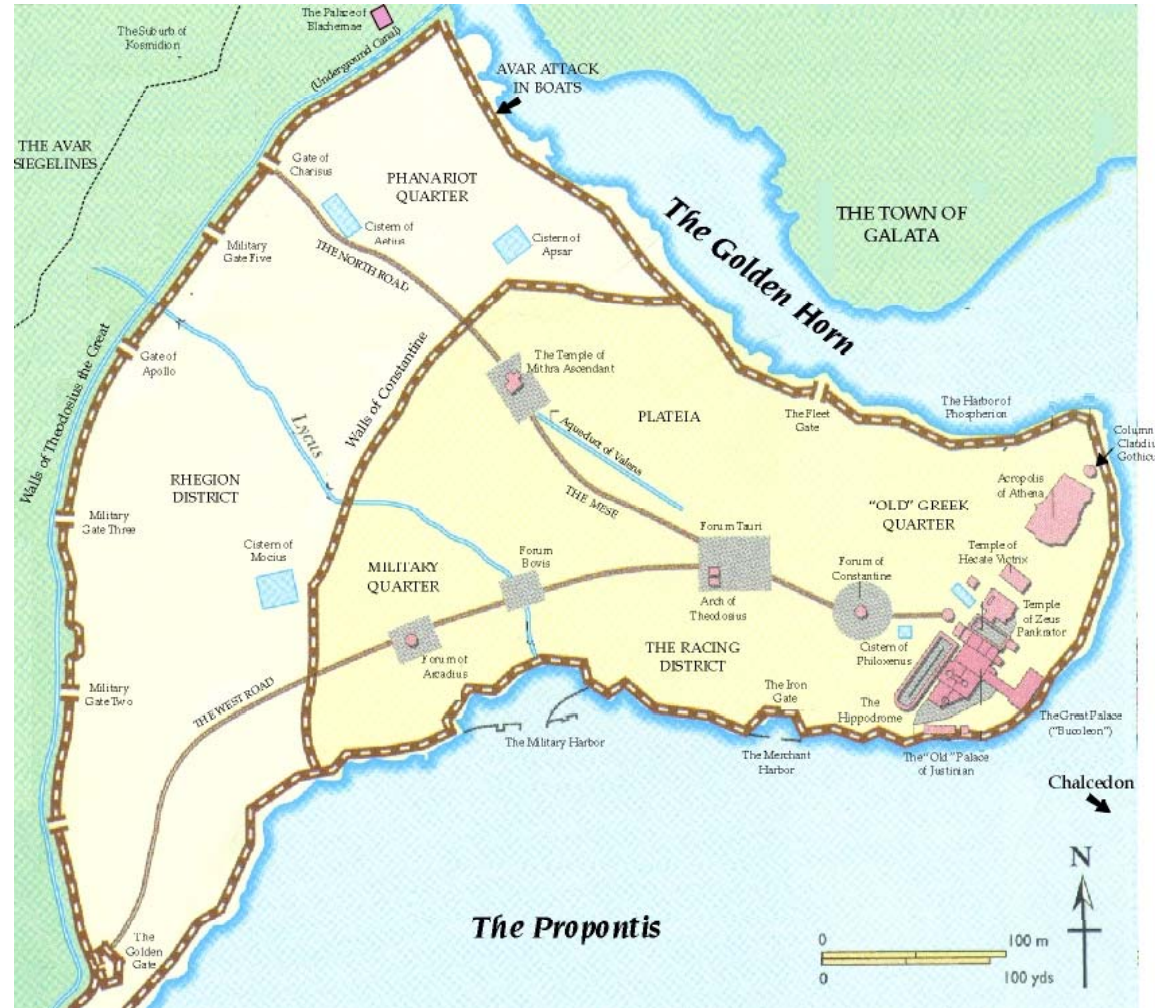 The Palace of
Blachernae
The Suburb of
Kosmidion
(Underground Canal)
AVAR ATTACK
IN BOATS
THE AVAR
SIEGELINES
Gate of
Charisus
PHANARIOT
QUARTER
THE TOWN OF
GALATA
The Golden Horn
Cistern of
Aetius
Cistern of
Apsar
Military
Gate Five
THE NORTH ROAD
Gate of
Apollo
Walls of Theodosius the Great
Walls of Constantine
The Temple of
Mithra Ascendant
Lycus
PLATEIA
The Fleet
Gate
The Harbor of
Phospherion
Column
Claudiu
Gothicu
Aqueduct of Valens
RHEGION
DISTRICT
Acropolis
of Athena
THE MESE
"OLD" GREEK
QUARTER
Military
Gate Three
Forum Tauri
Cistern of
Mocius
MILITARY
QUARTER
Forum
Bovis
Forum of
Constantine
Temple of
Hecate Victrix
Arch of
Theodosius
Temple
of Zeus
Pankrator
Cistern of
Philoxenus
Forum of
Arcadius
THE RACING
DISTRICT
Military
Gate Two
THE WEST ROAD
The Iron
Gate
The
Hippodrome
The Great Palace
("Bucoleon")
The Military Harbor
The Merchant
Harbor
The "Old" Palace
of Justinian
Chalcedon
N
The Propontis
The
Golden
Gate
0 100 m
0 100 yds